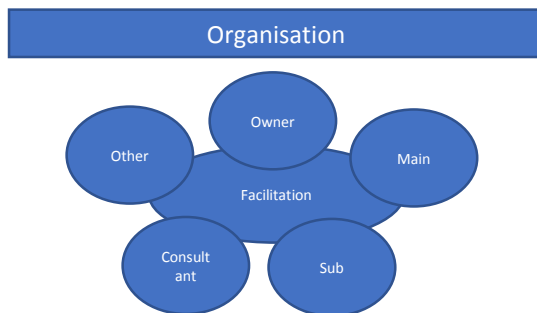 Organisation
Owner
Other
Main
Facilitation
Consult
ant
Sub